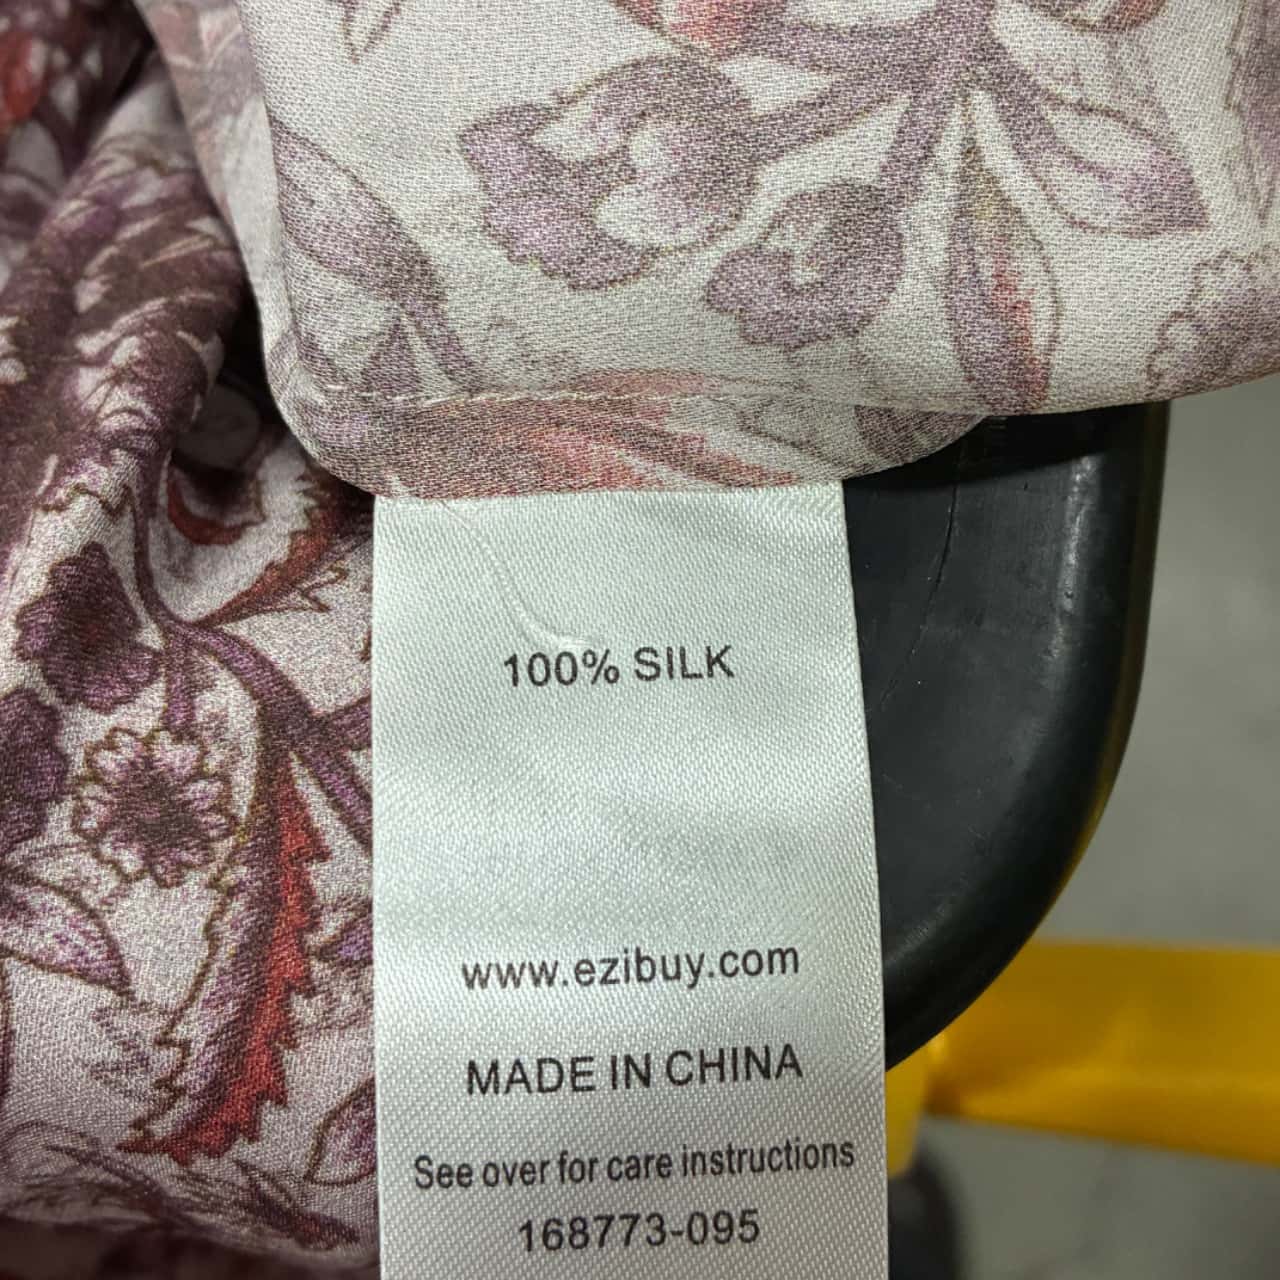 100% SILK
www.ezibuy.com
MADE IN CHINA
See over for care instructions
168773-095